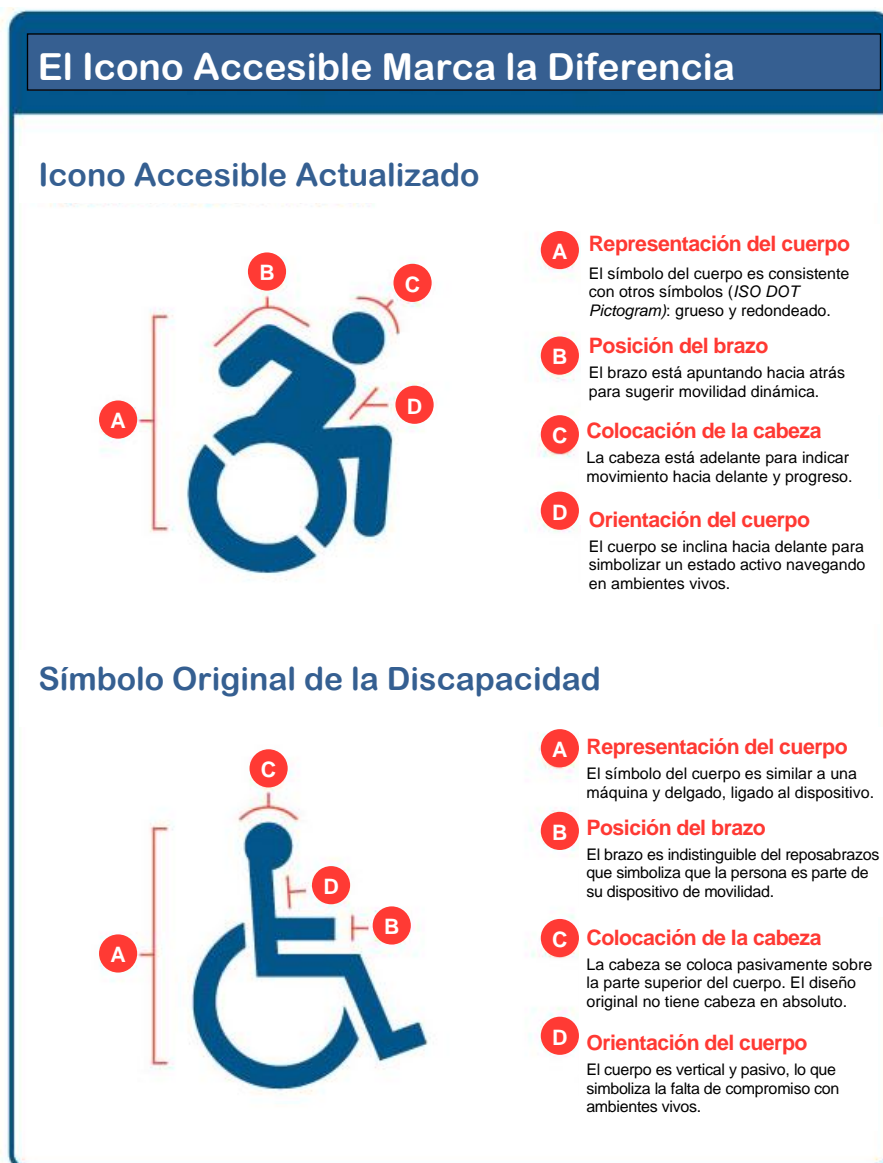 El Icono Accesible Marca la Diferencia
Icono Accesible Actualizado
B
C
D
A
A
Representación del cuerpo
El símbolo del cuerpo es consistente
con otros símbolos (ISO DOT
Pictogram): grueso y redondeado.
B
Posición del brazo
El brazo está apuntando hacia atrás
para sugerir movilidad dinámica.
C
Colocación de la cabeza
La cabeza está adelante para indicar
movimiento hacia delante y progreso.
D
Orientación del cuerpo
El cuerpo se inclina hacia delante para
simbolizar un estado activo navegando
en ambientes vivos.
Símbolo Original de la Discapacidad
C
D
B
A
A
Representación del cuerpo
El símbolo del cuerpo es similar a una
máquina y delgado, ligado al dispositivo.
B
Posición del brazo
El brazo es indistinguible del reposabrazos
que simboliza que la persona es parte de
su dispositivo de movilidad.
C
Colocación de la cabeza
La cabeza se coloca pasivamente sobre
la parte superior del cuerpo. El diseño
original no tiene cabeza en absoluto.
D
Orientación del cuerpo
El cuerpo es vertical y pasivo, lo que
simboliza la falta de compromiso con
ambientes vivos.